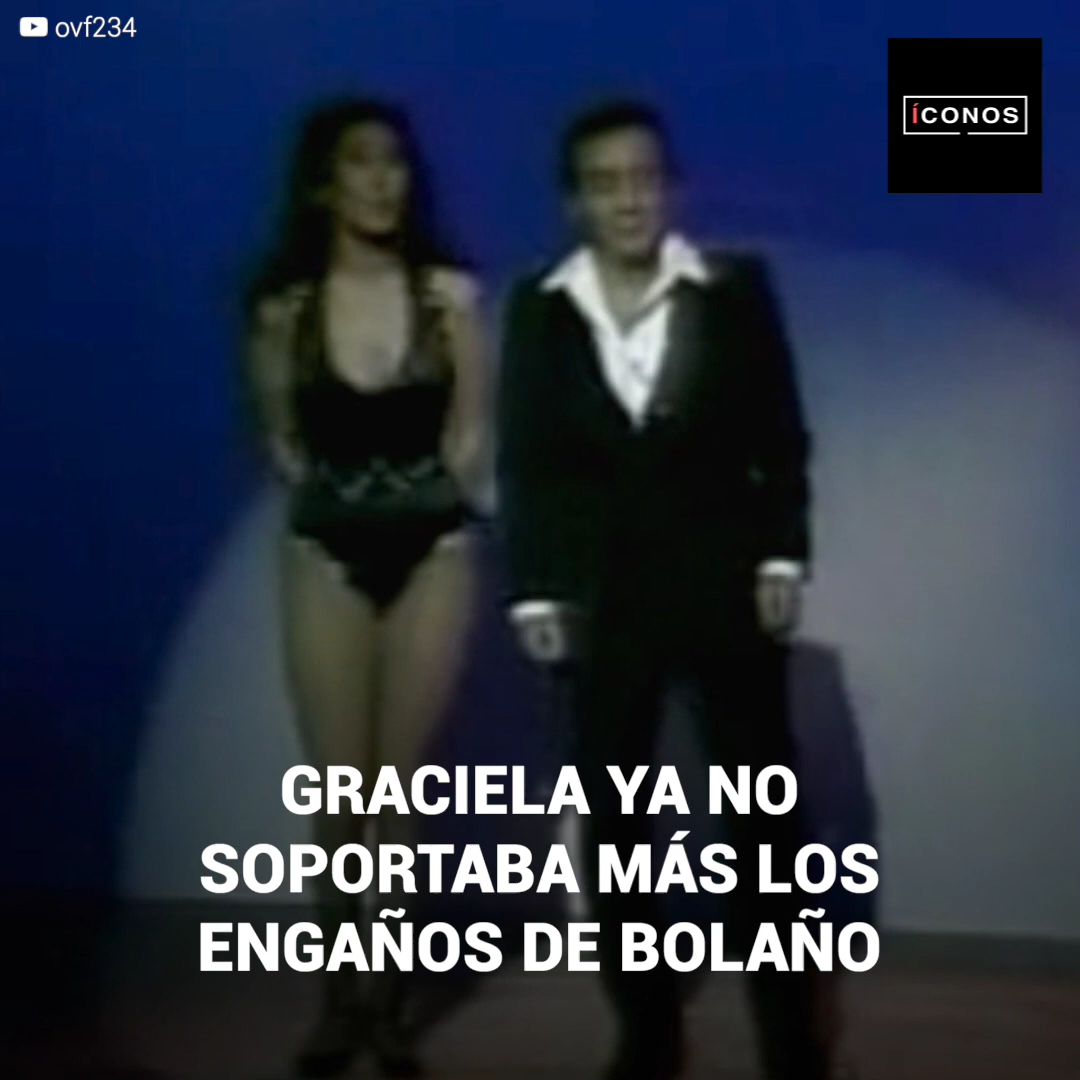 ovf234
ÍCONOS
GRACIELA YA NO
SOPORTABA MÁS LOS
ENGAÑOS DE BOLAÑO